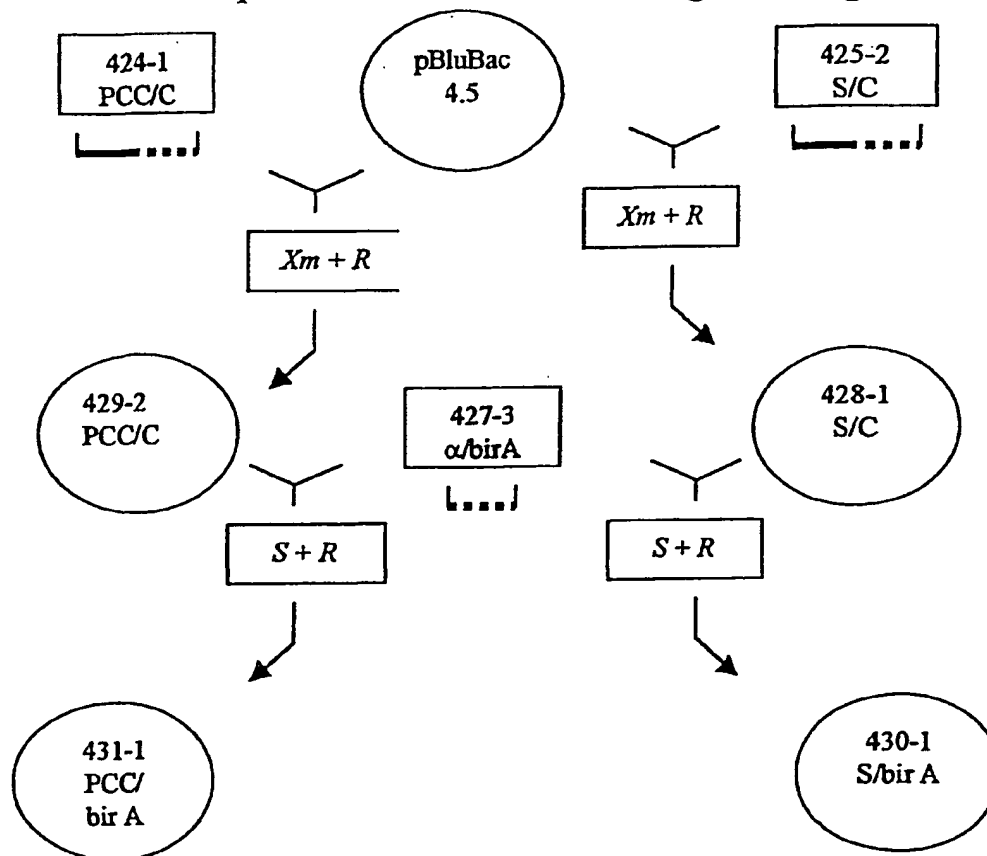 424-1
PCC/C
pBluBac
4.5
425-2
S/C
Xm + R
Xm + R
429-2
PCC/C
427-3
α/birA
428-1
S/C
S + R
S + R
431-1
PCC/
bir A
430-1
S/bir A